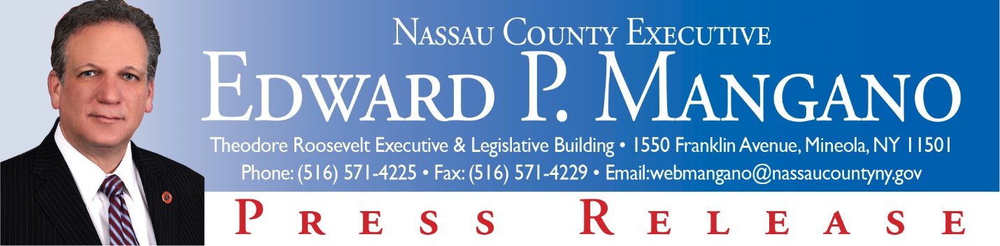 Nassau County Executive
Edward P. Mangano
Theodore Roosevelt Executive & Legislative Building • 1550 Franklin Avenue, Mineola, NY 11501
Phone: (516) 571-4225 • Fax: (516) 571-4229 • Email:webmangano@nassaucountyny.gov
Press Release